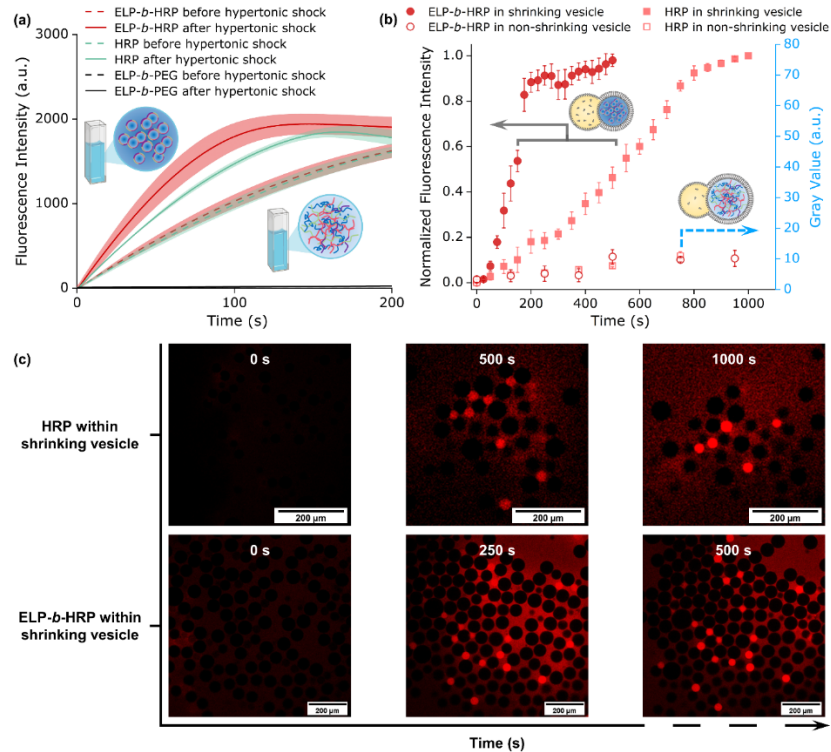 (a)
ELP-b-HRP before hypertonic shock
ELP-b-HRP after hypertonic shock
HRP before hypertonic shock
HRP after hypertonic shock
ELP-b-PEG before hypertonic shock
ELP-b-PEG after hypertonic shock
Fluorescence Intensity (a.u.)
3000
2000
1000
0
0
100
200
Time (s)
(b)
ELP-b-HRP in shrinking vesicle
HRP in shrinking vesicle
ELP-b-HRP in non-shrinking vesicle
HRP in non-shrinking vesicle
Normalized Fluorescence Intensity
1.0
0.8
0.6
0.4
0.2
0.0
0
200
400
600
800
1000
Time (s)
80
70
60
50
40
30
20
10
0
Gray Value (a.u.)
(c)
HRP within
shrinking vesicle
0 s
200 µm
500 s
200 µm
1000 s
200 µm
ELP-b-HRP within
shrinking vesicle
0 s
200 µm
250 s
200 µm
500 s
200 µm
Time (s)